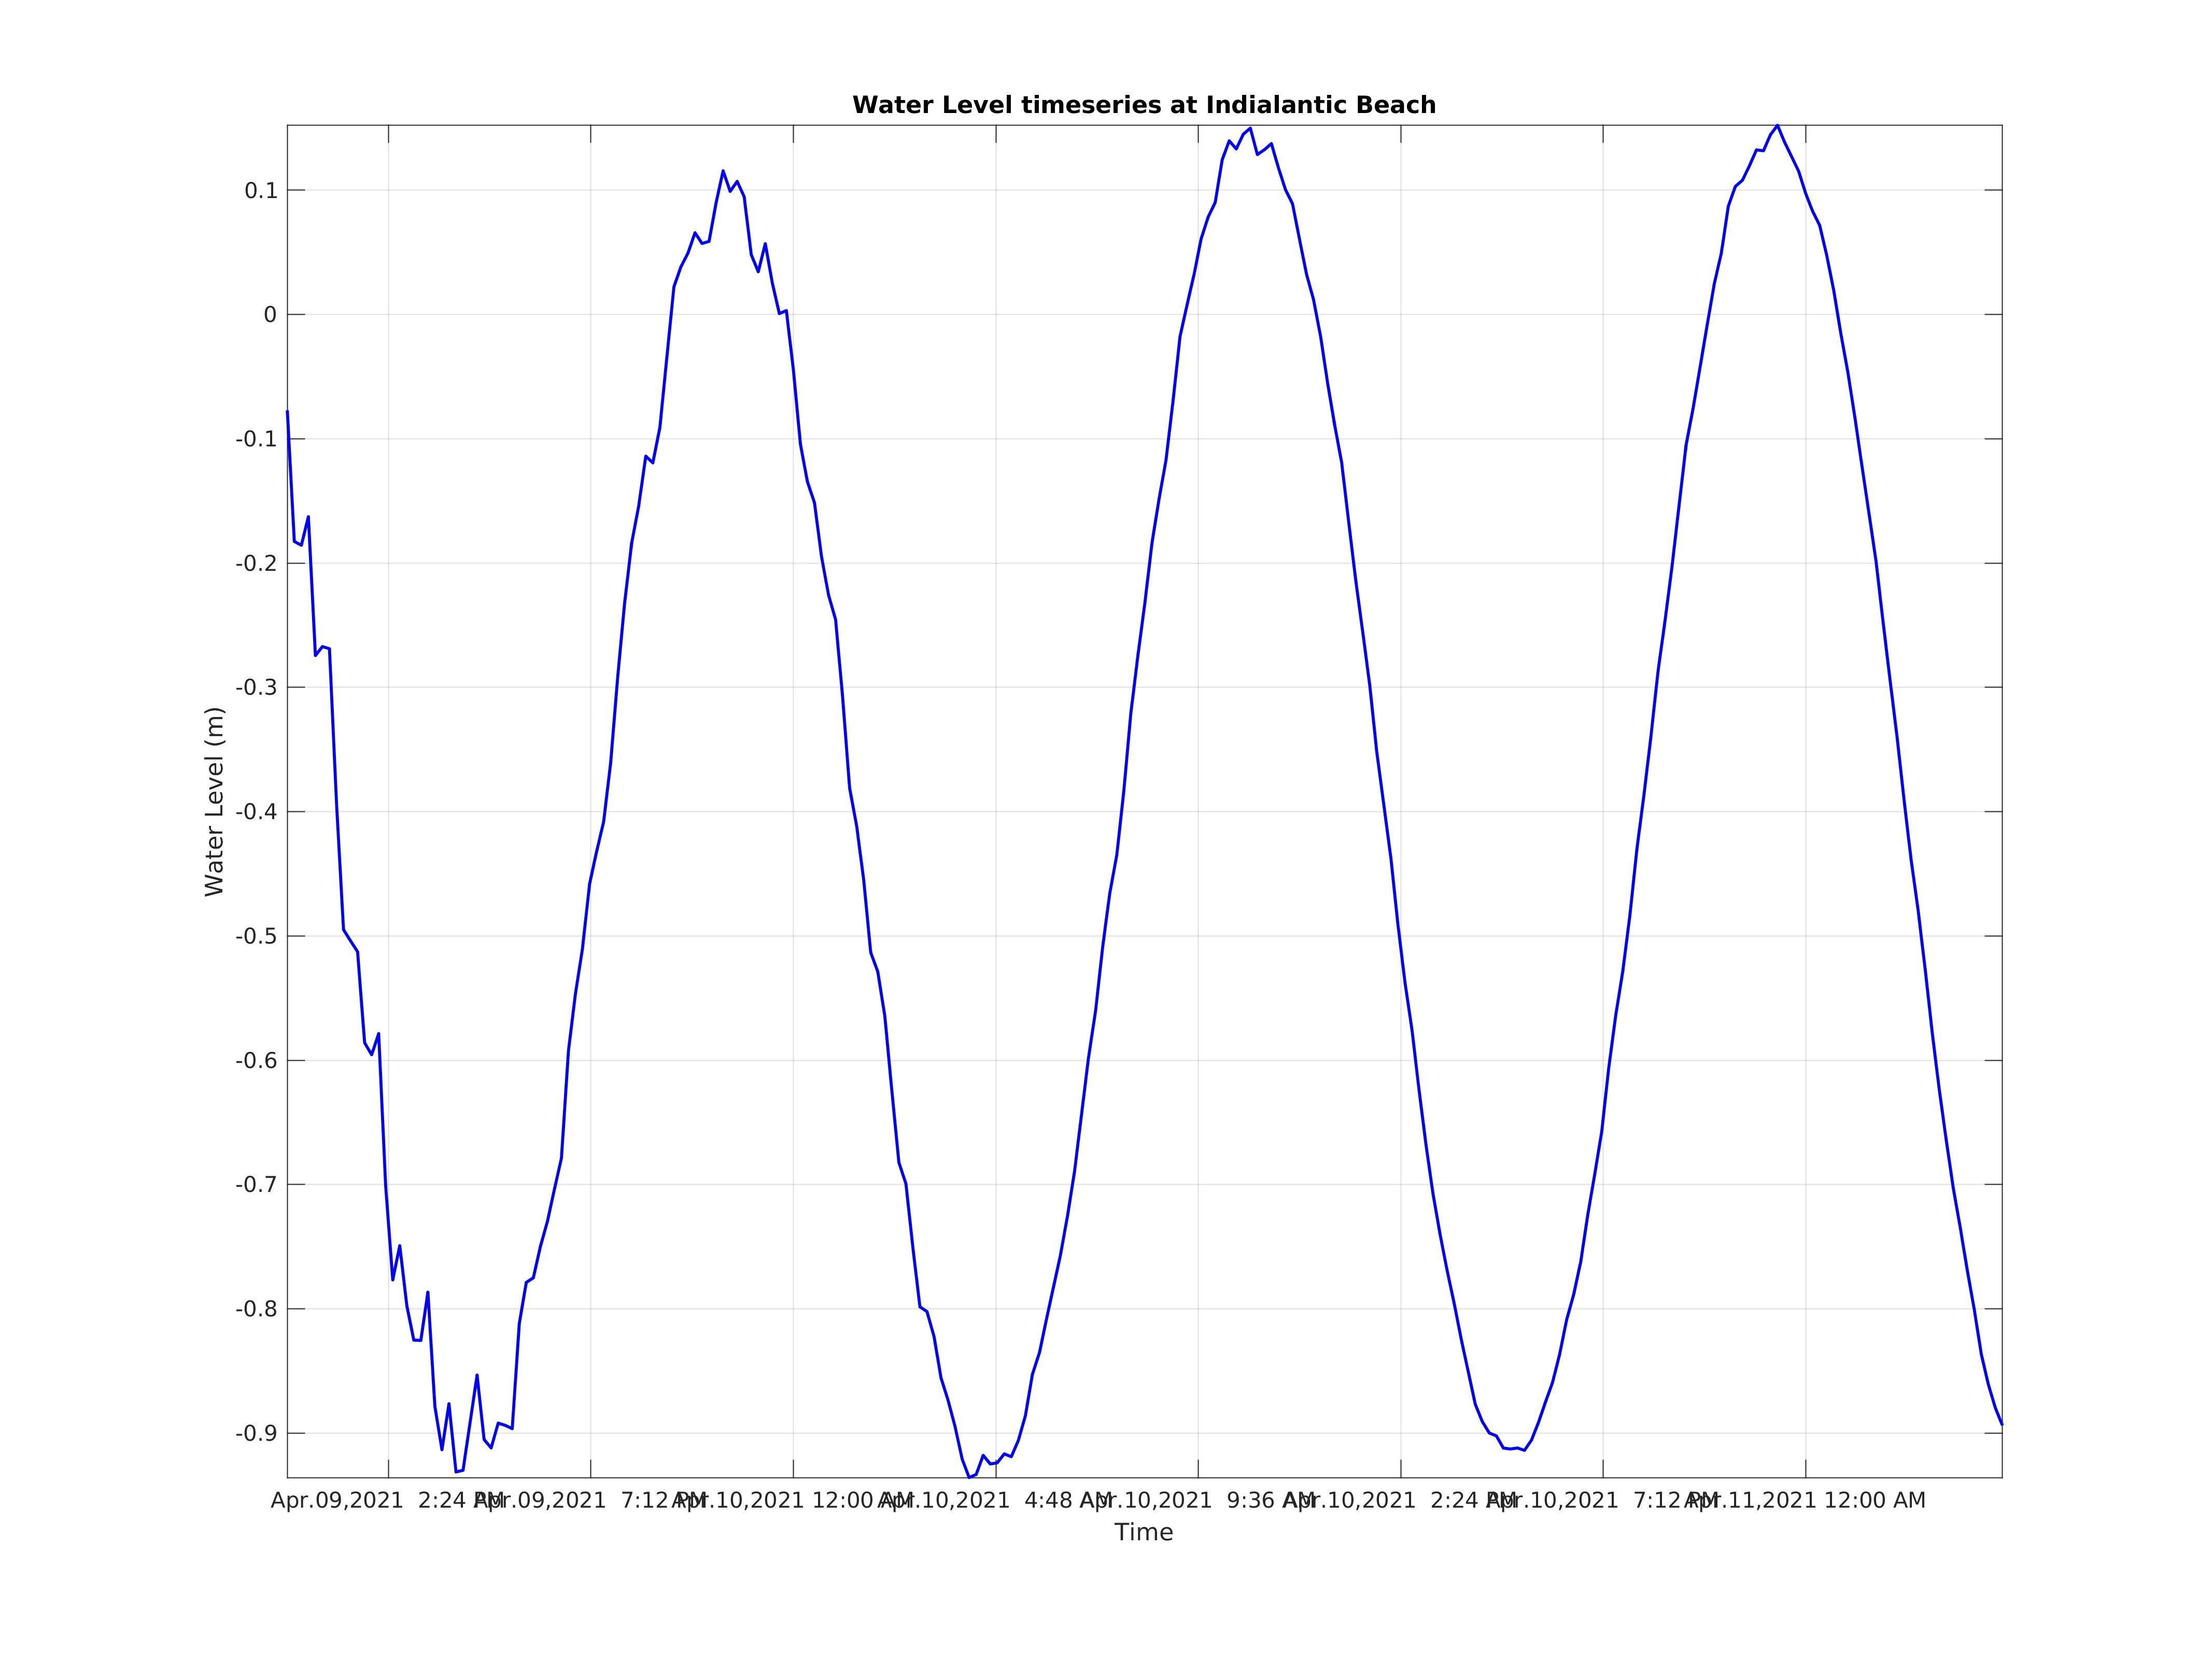 Water Level timeseries at Indialantic Beach
0.1
0
-0.1
-0.2
-0.3
-0.4
-0.5
-0.6
-0.7
-0.8
-0.9
Water Level (m)
Apr.09,2021 2:24 PM Apr.09,2021 7:12 PM Apr.10,2021 12:00 AM Apr.10,2021 4:48 AM Apr.10,2021 9:36 AM Apr.10,2021 2:24 PM Apr.10,2021 7:12 PM Apr.11,2021 12:00 AM
Time